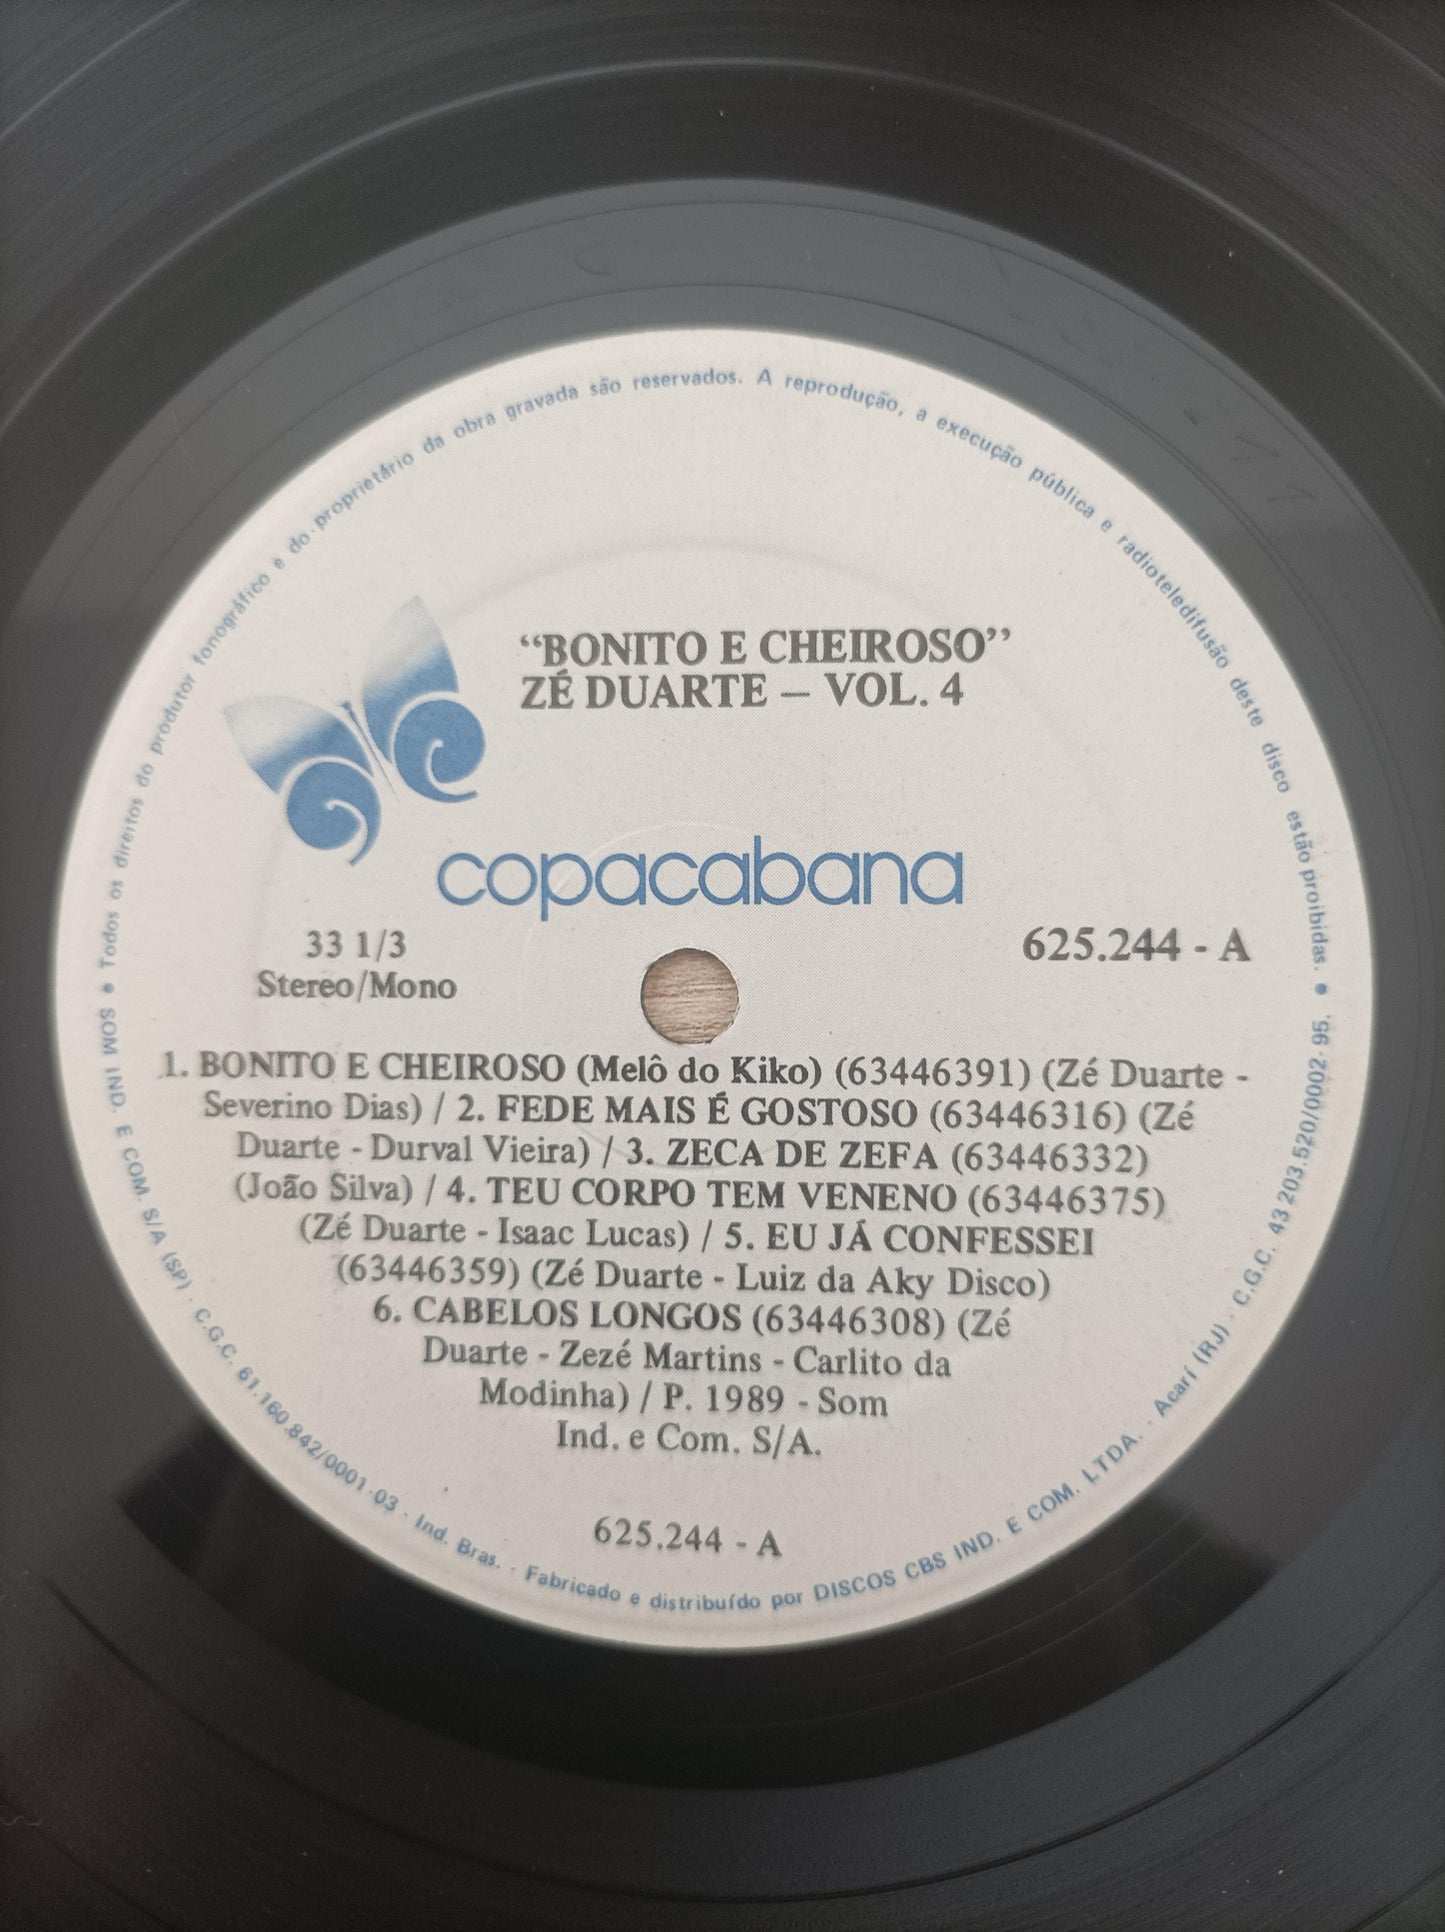 "BONITO E CHEIROSO"
ZÉ DUARTE – VOL. 4
copacabana
33 1/3
Stereo/Mono
625.244 - A
1. BONITO E CHEIROSO (Melô do Kiko) (63446391) (Zé Duarte -
Severino Dias) / 2. FEDE MAIS É GOSTOSO (63446316) (Zé
Duarte - Durval Vieira) / 3. ZECA DE ZEFA (63446332)
(João Silva) / 4. TEU CORPO TEM VENENO (63446375)
(Zé Duarte - Isaac Lucas) / 5. EU JÁ CONFESSEI
(63446359) (Zé Duarte - Luiz da Aky Disco)
6. CABELOS LONGOS (63446308) (Zé
Duarte - Zezé Martins - Carlito da
Modinha) / P. 1989 - Som
Ind. e Com. S/A.
625.244 - A
• Todos os direitos do produtor fonográfico e do proprietário da obra gravada são reservados. A reprodução, a execução pública e radioteledifusão deste disco estão proibidas. •
SOM IND. E COM. S/A (SP) · C.G.C. 61.160.842/0001-03 · Ind. Bras. · Fabricado e distribuído por DISCOS CBS IND. E COM. LTDA. · Acarí (RJ) · C.G.C. 43 203.520/0002-95.